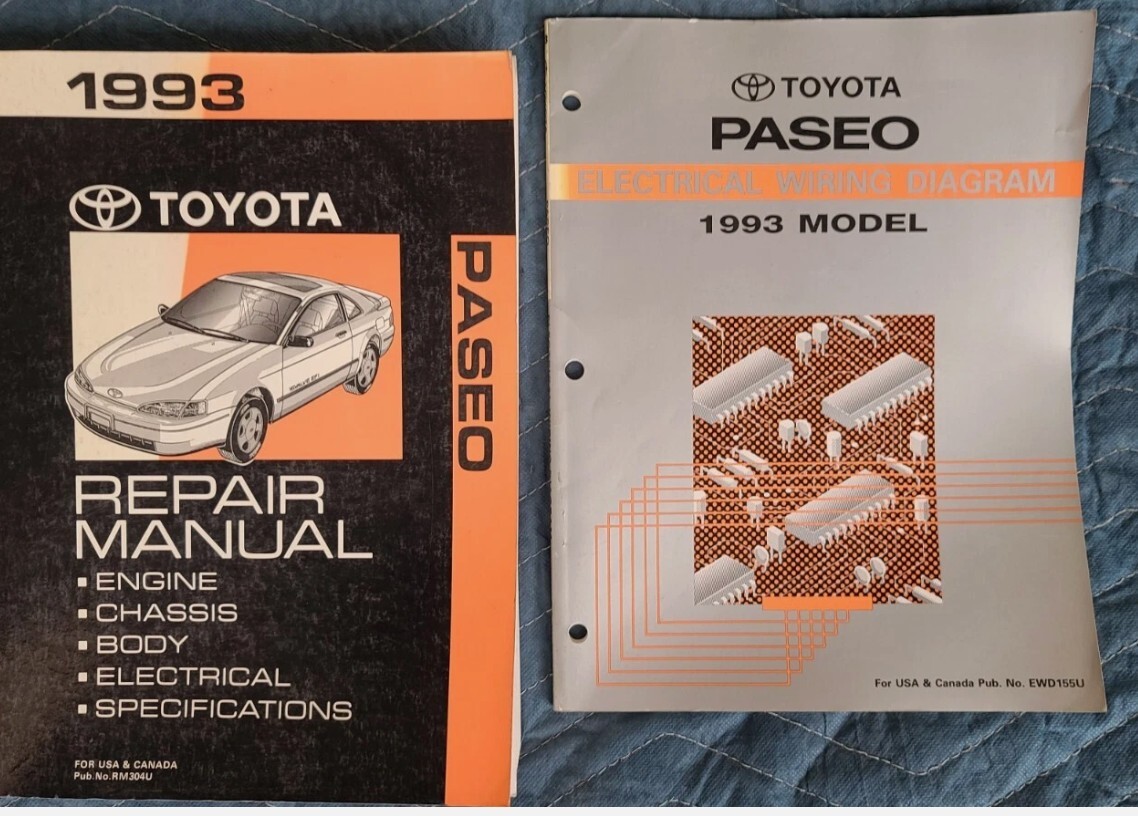 1993
TOYOTA
PASEO
REPAIR
MANUAL
▪ ENGINE
▪ CHASSIS
▪ BODY
▪ ELECTRICAL
▪ SPECIFICATIONS
FOR USA & CANADA
Pub.No.RM304U
TOYOTA
PASEO
ELECTRICAL WIRING DIAGRAM
1993 MODEL
For USA & Canada Pub. No. EWD155U